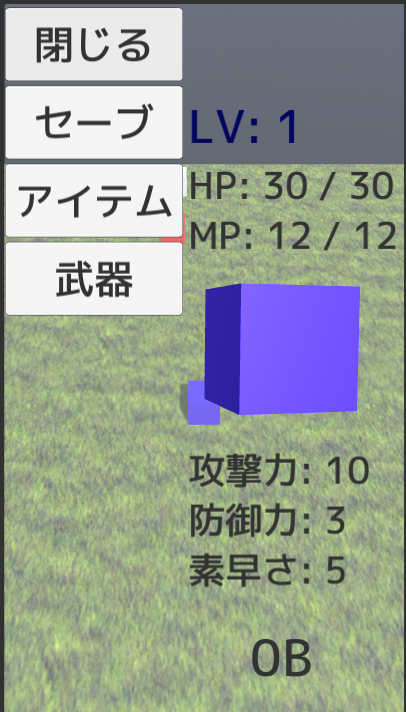 閉じる
セーブ
アイテム
武器
LV: 1
HP: 30 / 30
MP: 12 / 12
攻撃力: 10
防御力: 3
素早さ: 5
0B